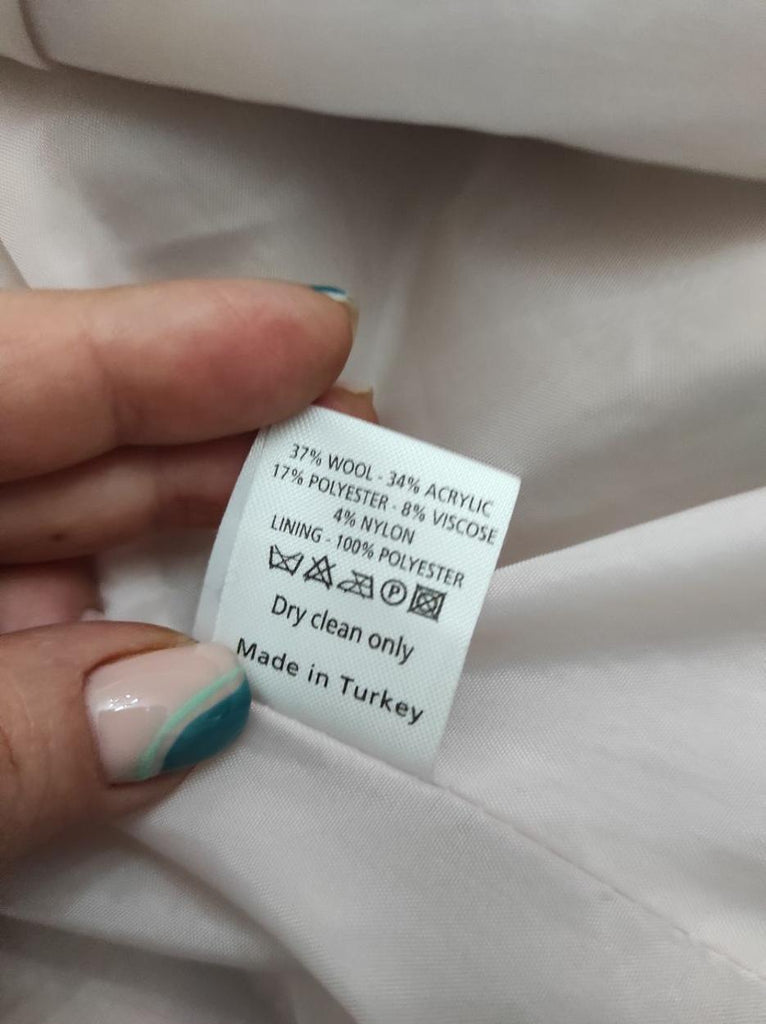 37% WOOL - 34% ACRYLIC
17% POLYESTER - 8% VISCOSE
4% NYLON
LINING - 100% POLYESTER
P
Dry clean only
Made in Turkey